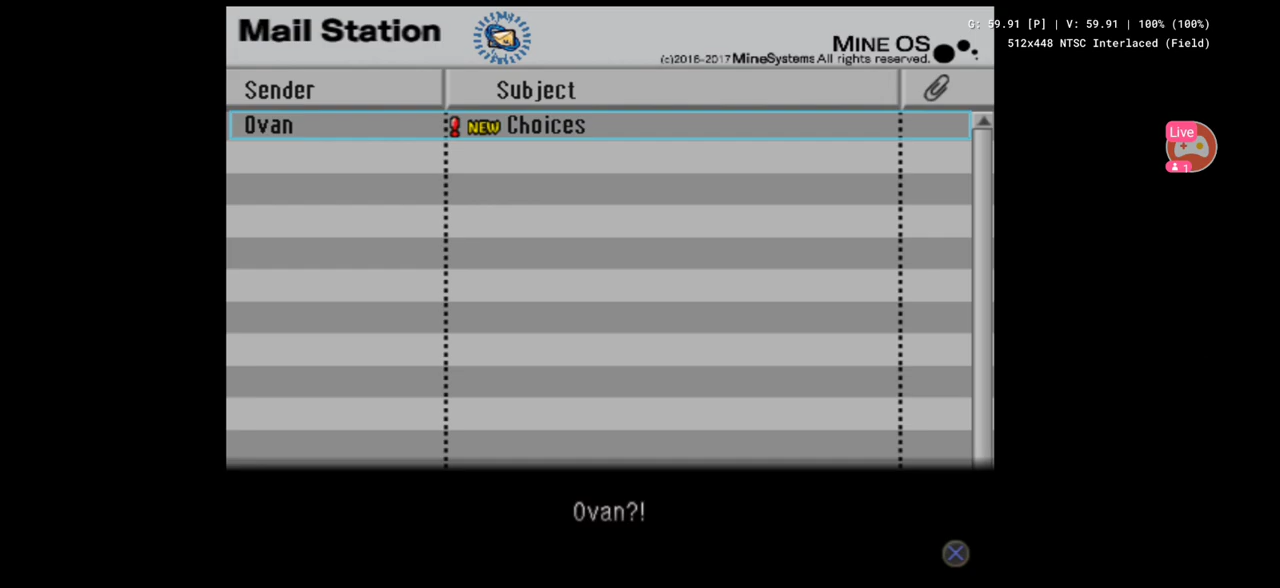 Mail Station
MINE OS
(c)2016-2017 MineSystems All rights reserved.
G: 59.91 [P] | V: 59.91 | 100% (100%)
512x448 NTSC Interlaced (Field)
Sender Subject
Ovan NEW Choices
Live
1
Ovan?!